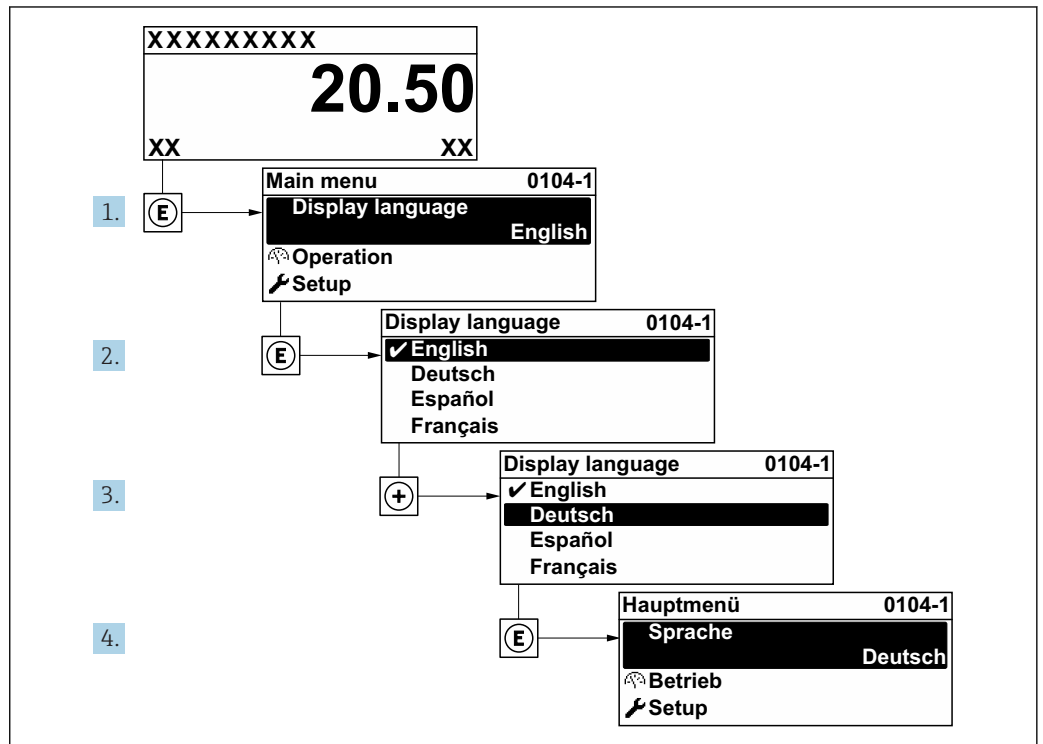 XXXXXXXXX
20.50
XX XX
1.
E
Main menu 0104-1
Display language
English
Operation
Setup
2.
E
Display language 0104-1
✔ English
Deutsch
Español
Français
3.
+
Display language 0104-1
✔ English
Deutsch
Español
Français
4.
E
Hauptmenü 0104-1
Sprache
Deutsch
Betrieb
Setup